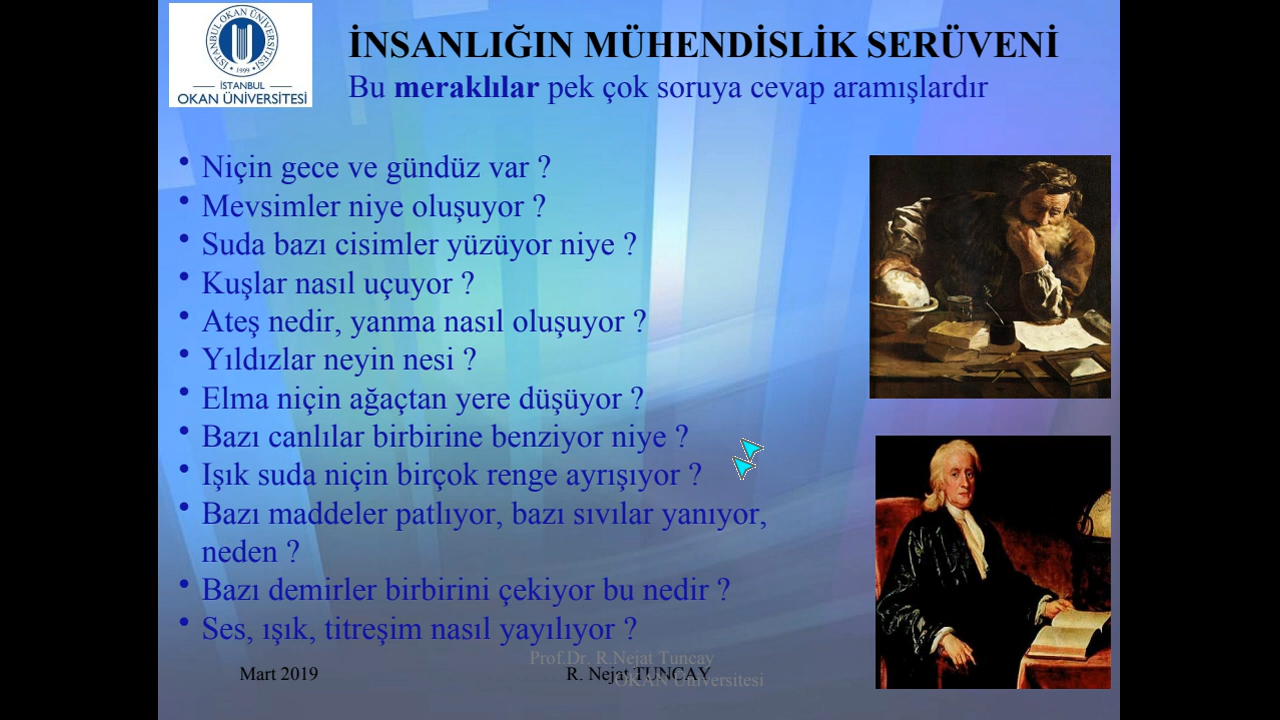 İSTANBUL OKAN ÜNİVERSİTESİ
• 1999 •
İSTANBUL
OKAN ÜNİVERSİTESİ
İNSANLIĞIN MÜHENDİSLİK SERÜVENİ
Bu meraklılar pek çok soruya cevap aramışlardır
• Niçin gece ve gündüz var ?
• Mevsimler niye oluşuyor ?
• Suda bazı cisimler yüzüyor niye ?
• Kuşlar nasıl uçuyor ?
• Ateş nedir, yanma nasıl oluşuyor ?
• Yıldızlar neyin nesi ?
• Elma niçin ağaçtan yere düşüyor ?
• Bazı canlılar birbirine benziyor niye ?
• Işık suda niçin birçok renge ayrışıyor ?
• Bazı maddeler patlıyor, bazı sıvılar yanıyor,
neden ?
• Bazı demirler birbirini çekiyor bu nedir ?
• Ses, ışık, titreşim nasıl yayılıyor ?
Prof.Dr. R.Nejat Tuncay
Mart 2019
R. Nejat TUNCAY
OKAN Üniversitesi